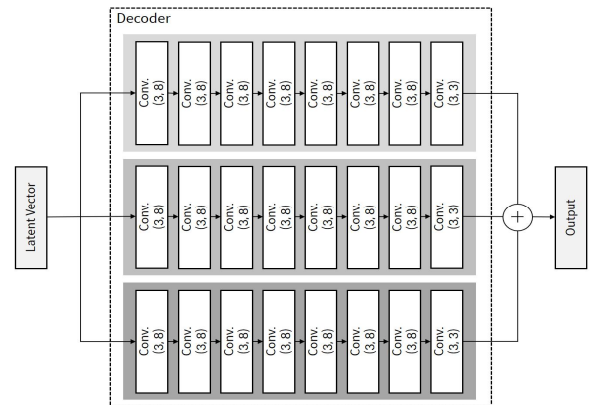 Decoder
Latent Vector
Conv.
(3, 8)
Conv.
(3, 8)
Conv.
(3, 8)
Conv.
(3, 8)
Conv.
(3, 8)
Conv.
(3, 8)
Conv.
(3, 8)
Conv.
(3, 3)
Conv.
(3, 8)
Conv.
(3, 8)
Conv.
(3, 8)
Conv.
(3, 8)
Conv.
(3, 8)
Conv.
(3, 8)
Conv.
(3, 8)
Conv.
(3, 3)
Conv.
(3, 8)
Conv.
(3, 8)
Conv.
(3, 8)
Conv.
(3, 8)
Conv.
(3, 8)
Conv.
(3, 8)
Conv.
(3, 8)
Conv.
(3, 3)
+
Output